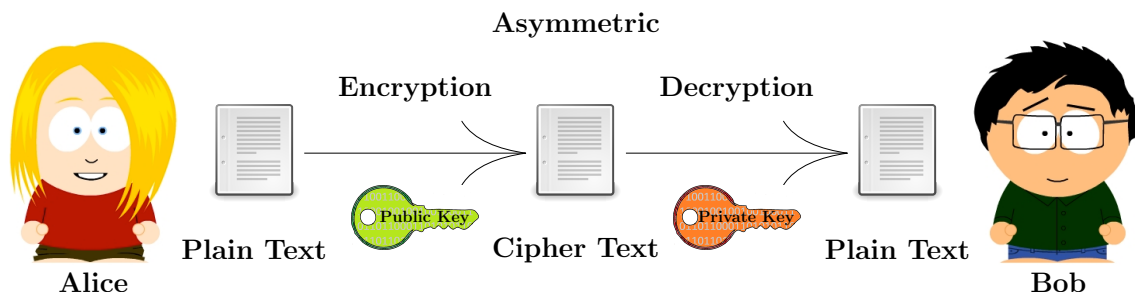 Asymmetric
Encryption
Decryption
Public Key
Private Key
Plain Text
Cipher Text
Plain Text
Alice
Bob